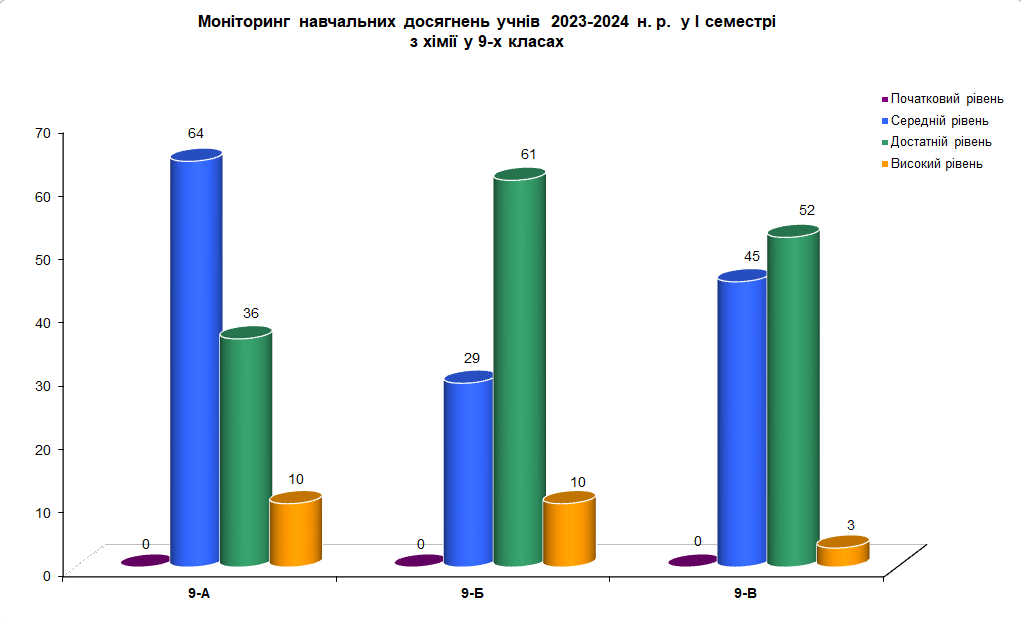 Моніторинг навчальних досягнень учнів 2023-2024 н. р. у І семестрі
з хімії у 9-х класах
Початковий рівень
Середній рівень
Достатній рівень
Високий рівень
70
60
50
40
30
20
10
0
0
64
36
10
0
29
61
10
0
45
52
3
9-А
9-Б
9-В